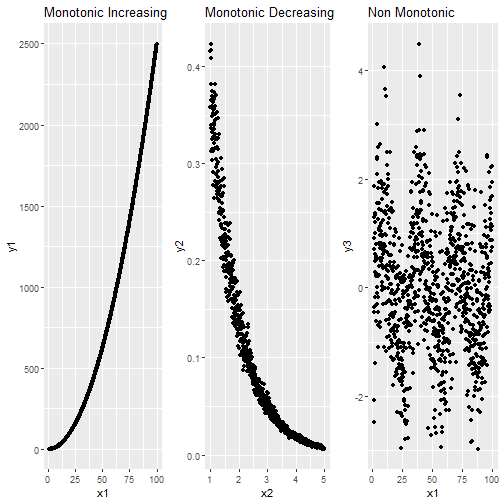 Monotonic Increasing
2500
2000
1500
1000
500
0
y1
0 25 50 75 100
x1
Monotonic Decreasing
0.4
0.3
0.2
0.1
0.0
y2
1 2 3 4 5
x2
Non Monotonic
4
2
0
-2
y3
0 25 50 75 100
x1